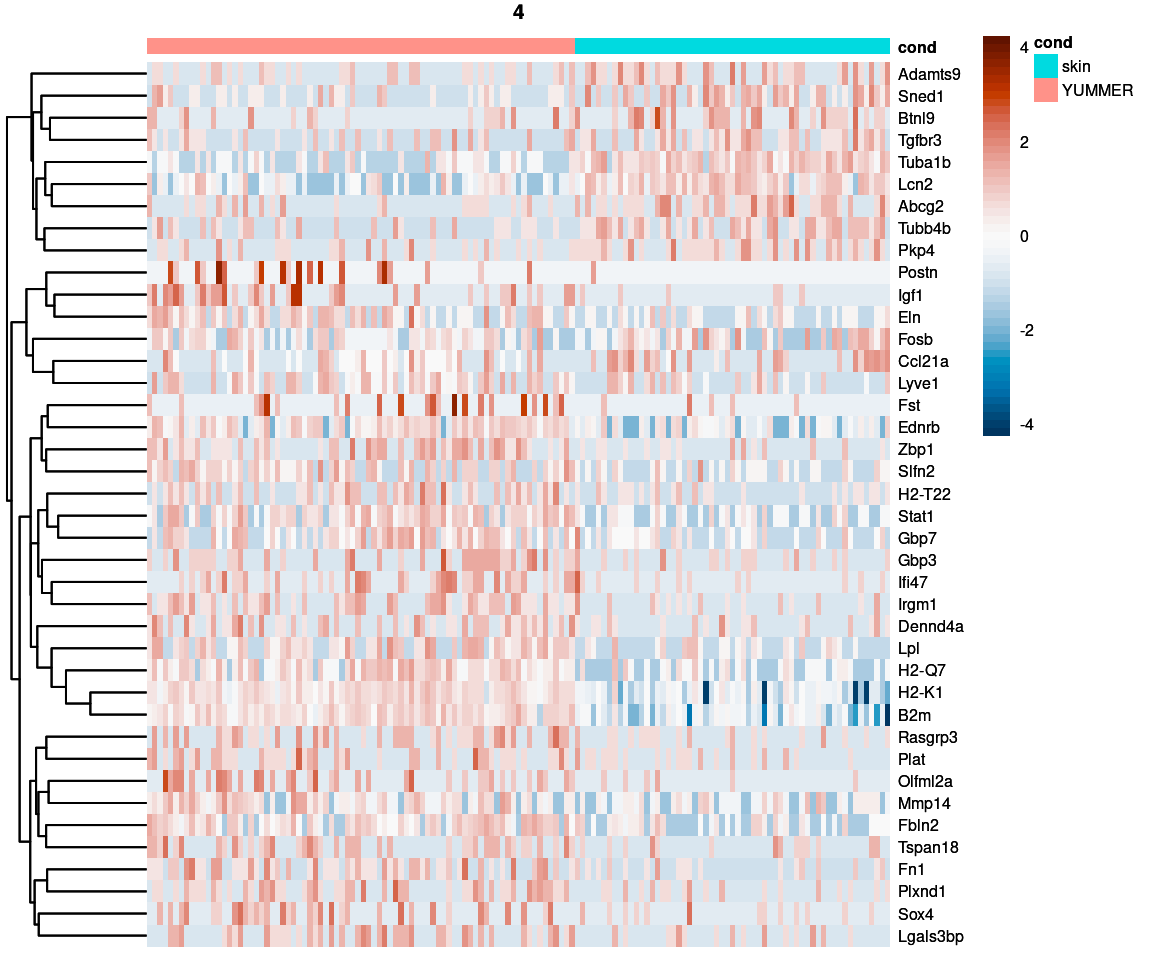 4
cond
Adamts9
Sned1
Btnl9
Tgfbr3
Tuba1b
Lcn2
Abcg2
Tubb4b
Pkp4
Postn
Igf1
Eln
Fosb
Ccl21a
Lyve1
Fst
Ednrb
Zbp1
Slfn2
H2-T22
Stat1
Gbp7
Gbp3
Ifi47
Irgm1
Dennd4a
Lpl
H2-Q7
H2-K1
B2m
Rasgrp3
Plat
Olfml2a
Mmp14
Fbln2
Tspan18
Fn1
Plxnd1
Sox4
Lgals3bp
4
2
0
-2
-4
cond
skin
YUMMER